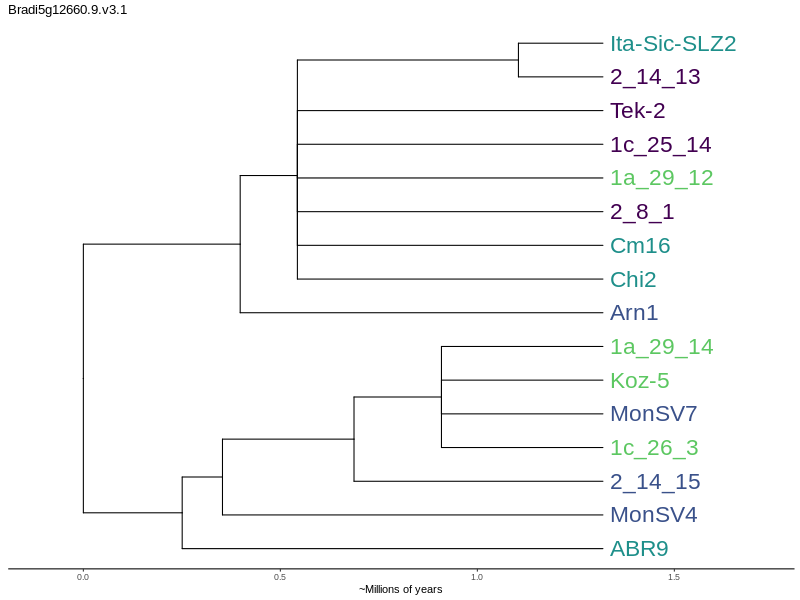 Bradi5g12660.9.v3.1
Ita-Sic-SLZ2
2_14_13
Tek-2
1c_25_14
1a_29_12
2_8_1
Cm16
Chi2
Arn1
1a_29_14
Koz-5
MonSV7
1c_26_3
2_14_15
MonSV4
ABR9
0.0 0.5 1.0 1.5
~Millions of years